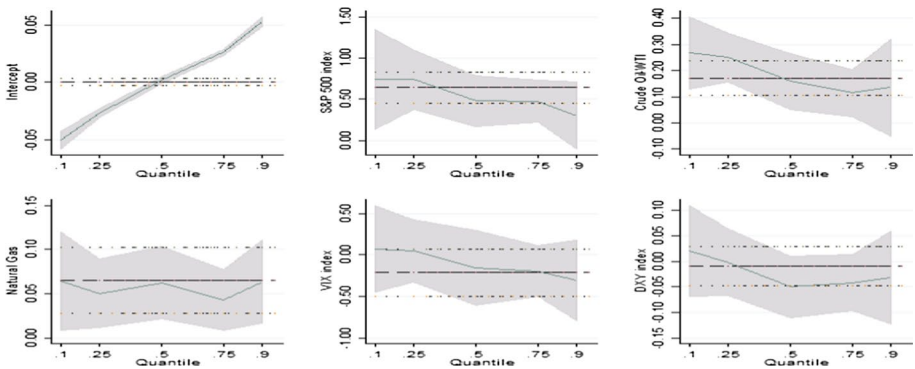 Intercept
0.05
0.00
0.05
.1 .25 .5 .75 .9
Quantile
S&P 500 index
1.50
1.00
0.50
0.00
.1 .25 .5 .75 .9
Quantile
Crude Oil-WTI
0.40
0.30
0.20
0.10
0.00
-0.10
.1 .25 .5 .75 .9
Quantile
Natural Gas
0.15
0.10
0.05
0.00
.1 .25 .5 .75 .9
Quantile
VIX index
0.50
0.00
-0.50
-1.00
.1 .25 .5 .75 .9
Quantile
DXY index
0.10
0.05
-0.00
-0.05
-0.10
-0.15
.1 .25 .5 .75 .9
Quantile